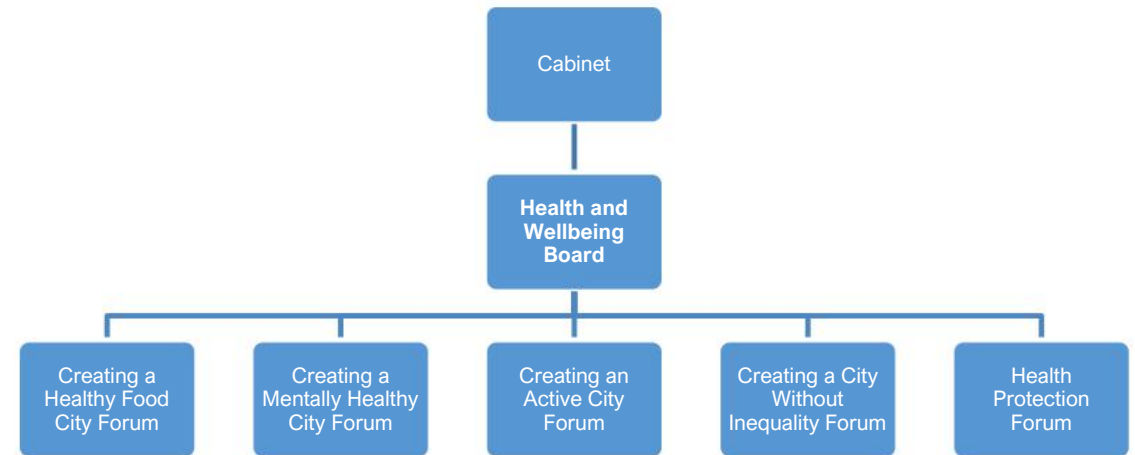 Cabinet
Health and
Wellbeing
Board
Creating a
Healthy Food
City Forum
Creating a
Mentally Healthy
City Forum
Creating an
Active City
Forum
Creating a City
Without
Inequality Forum
Health
Protection
Forum